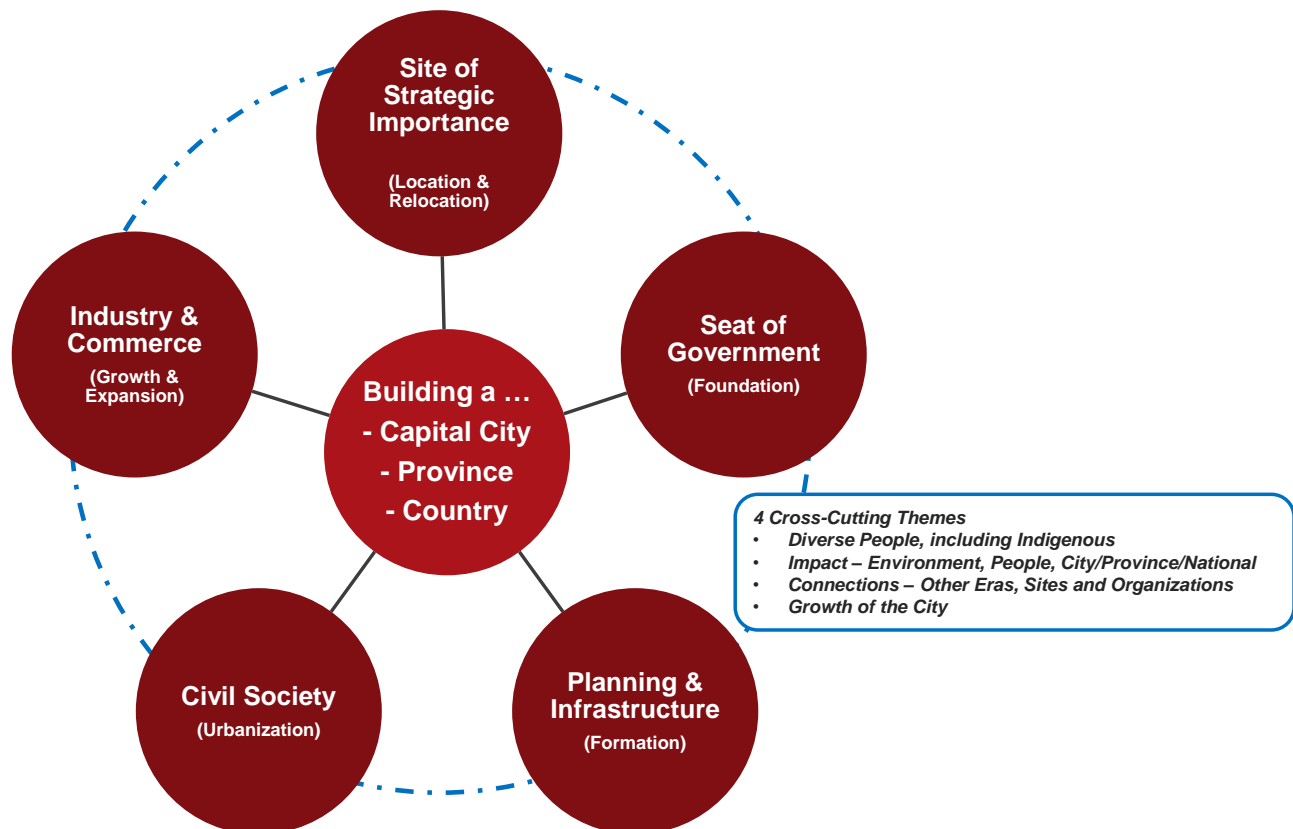 Site of
Strategic
Importance
(Location &
Relocation)
Industry &
Commerce
(Growth &
Expansion)
Seat of
Government
(Foundation)
Building a …
- Capital City
- Province
- Country
4 Cross-Cutting Themes
• Diverse People, including Indigenous
• Impact – Environment, People, City/Province/National
• Connections – Other Eras, Sites and Organizations
• Growth of the City
Civil Society
(Urbanization)
Planning &
Infrastructure
(Formation)